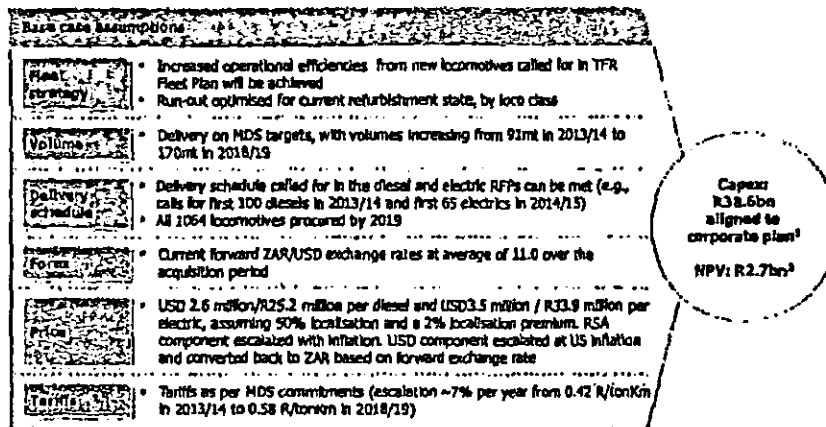 Base case assumptions
Fleet
strategy
• Increased operational efficiencies from new locomotives called for in TFR
Fleet Plan will be achieved
• Run-out optimised for current refurbishment state, by loco class
Volume
• Delivery on MDS targets, with volumes increasing from 91mt in 2013/14 to
170mt in 2018/19
Delivery
schedule
• Delivery schedule called for in the diesel and electric RFPs can be met (e.g.,
calls for first 100 diesels in 2013/14 and first 65 electrics in 2014/15)
• All 1064 locomotives procured by 2019
Forex
• Current forward ZAR/USD exchange rates at average of 11.0 over the
acquisition period
Price
• USD 2.6 million/R25.2 million per diesel and USD3.5 million / R33.9 million per
electric, assuming 50% localisation and a 2% localisation premium. RSA
component escalated with inflation. USD component escalated at US inflation
and converted back to ZAR based on forward exchange rate
Tariffs
• Tariffs as per MDS commitments (escalation ~7% per year from 0.42 R/tonKm
in 2013/14 to 0.58 R/tonkm in 2018/19)
Capex:
R38.6bn
aligned to
corporate plan
NPV: R2.7bn